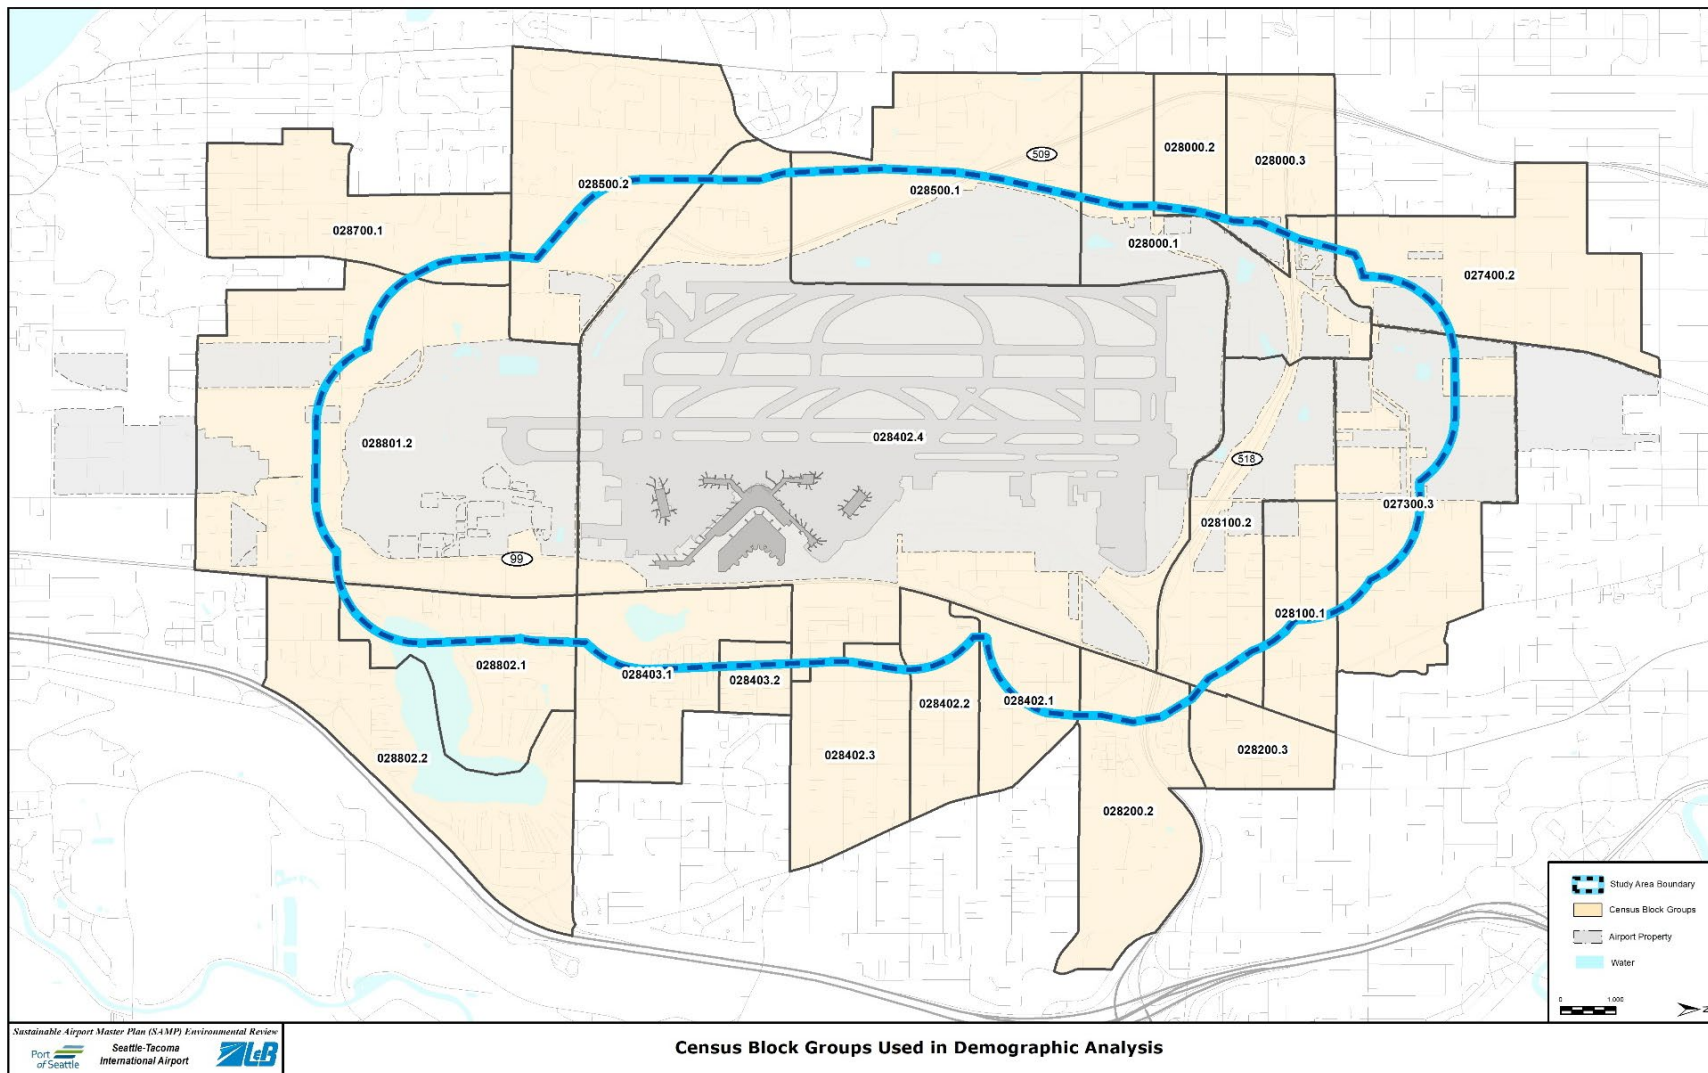 509
028000.2
028000.3
028500.2
028500.1
028700.1
028000.1
027400.2
028801.2
028402.4
518
027300.3
028100.2
99
028100.1
028802.1
028403.1
028403.2
028402.2
028402.1
028802.2
028402.3
028200.3
028200.2
Study Area Boundary
Census Block Groups
Airport Property
Water
0 1,000
Sustainable Airport Master Plan (SAMP) Environmental Review
Port
of Seattle
Seattle-Tacoma
International Airport
L&B
Census Block Groups Used in Demographic Analysis